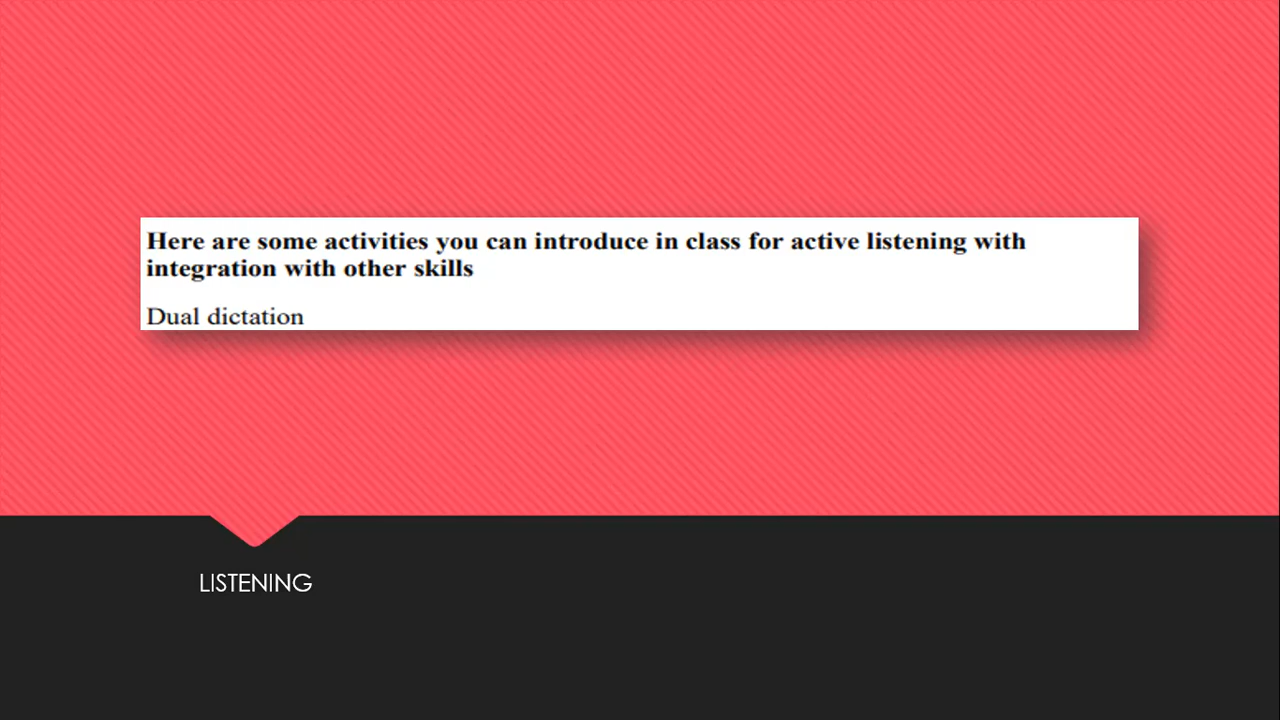 Here are some activities you can introduce in class for active listening with
integration with other skills
Dual dictation
LISTENING